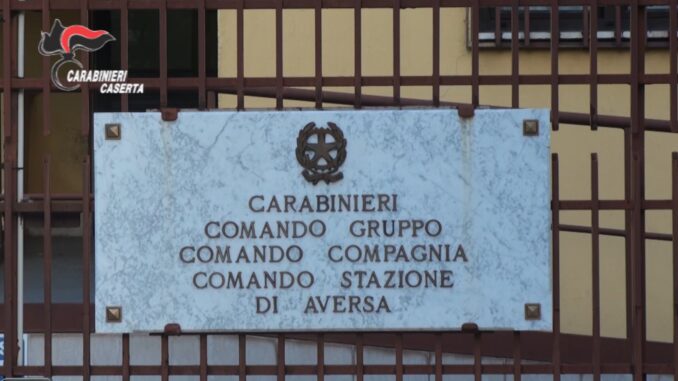 CARABINIERI
CASERTA
CARABINIERI
COMANDO GRUPPO
COMANDO COMPAGNIA
COMANDO STAZIONE
DI AVERSA